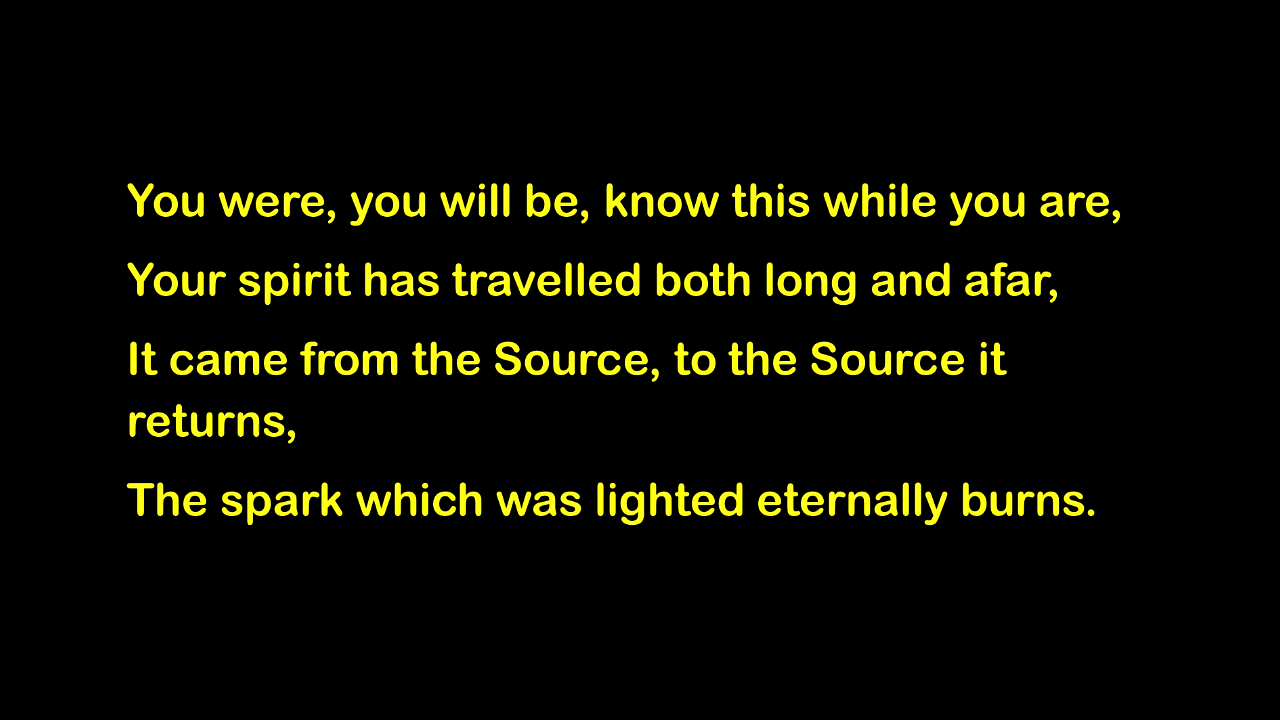 You were, you will be, know this while you are,
Your spirit has travelled both long and afar,
It came from the Source, to the Source it
returns,
The spark which was lighted eternally burns.